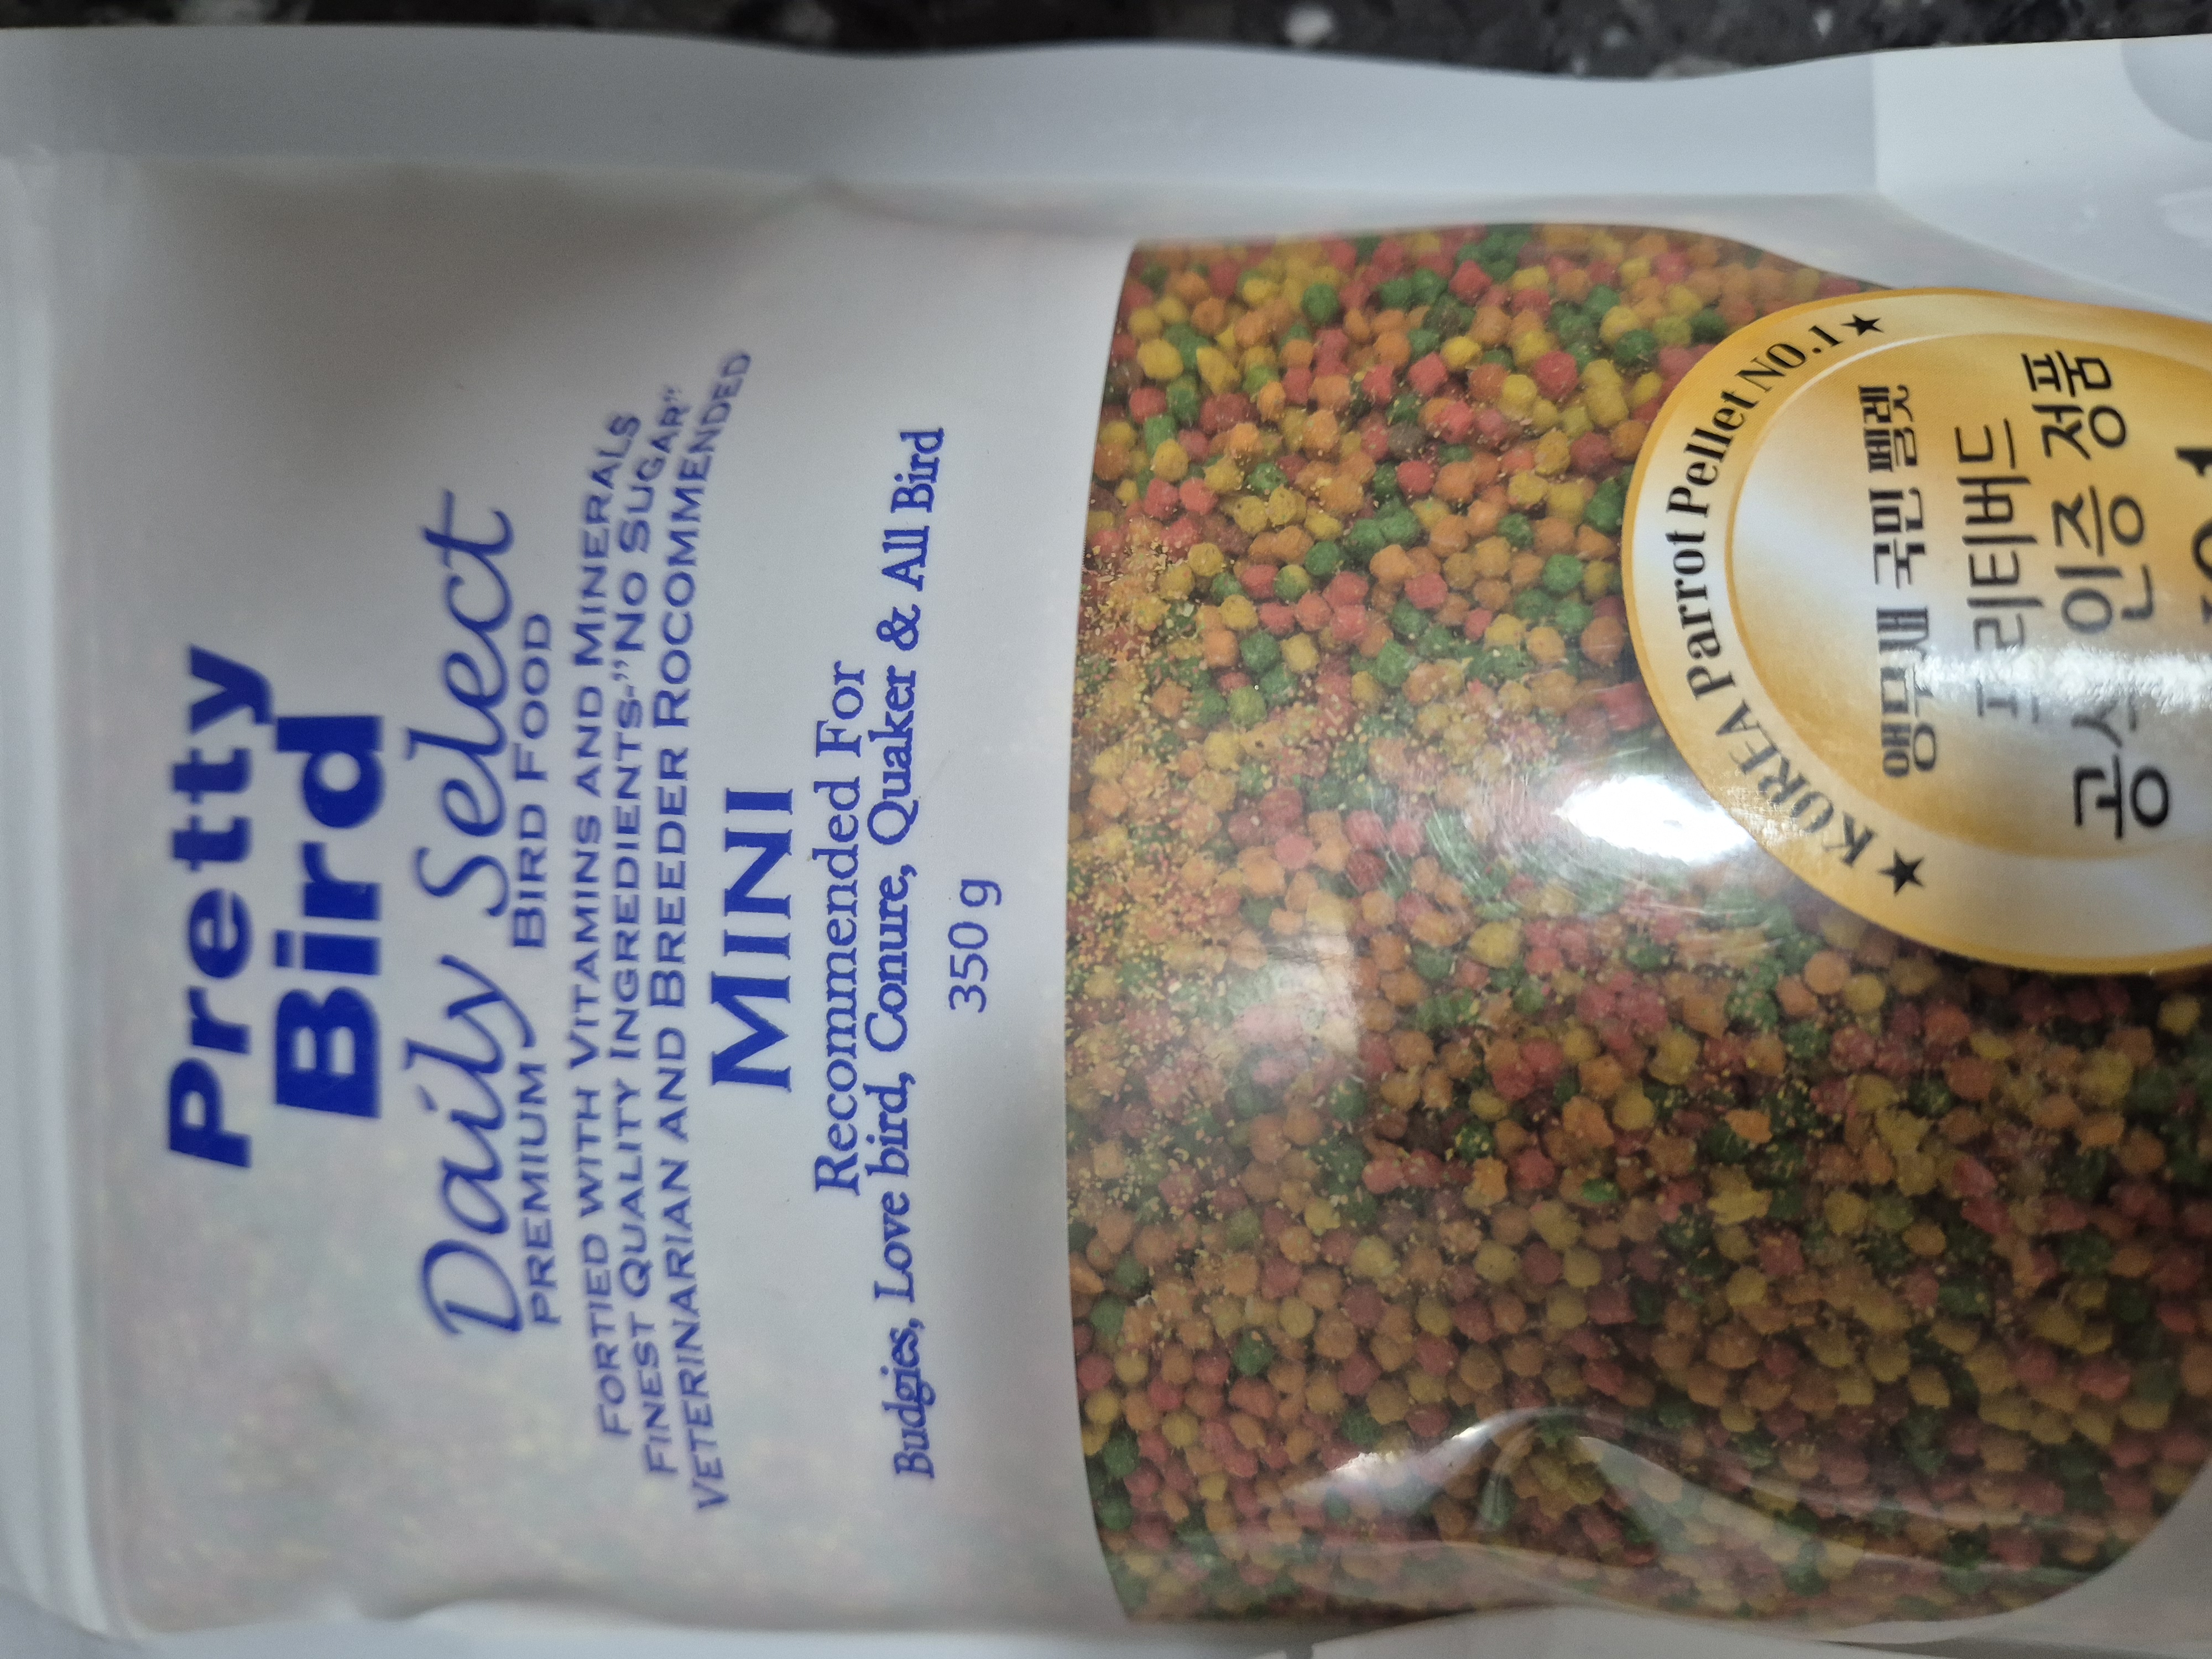 Pretty
Bird
Daily Select
PREMIUM BIRD FOOD
FORTIED WITH VITAMINS AND MINERALS
FINEST QUALITY INGREDIENTS-"NO SUGAR"
VETERINARIAN AND BREEDER ROCOMMENDED
MINI
Recommended For
Budgies, Love bird, Conure, Quaker & All Bird
350 g
★ KOREA Parrot Pellet NO.1 ★
앵무새 국민 펠렛
프리티버드
공식 인증 정품